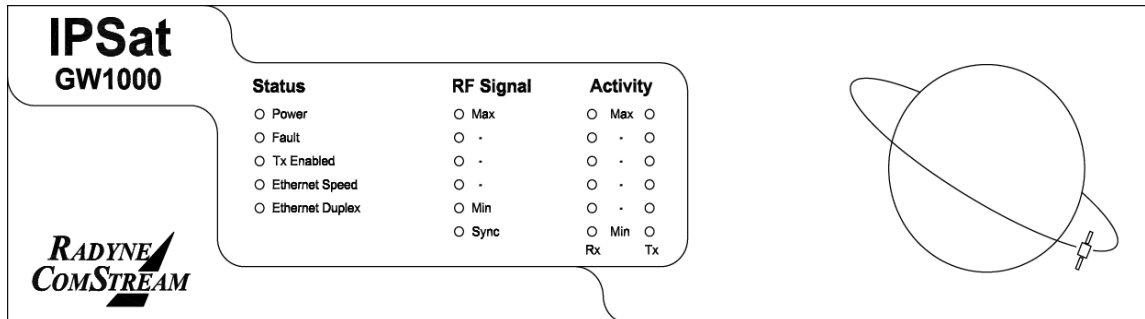 IPSat
GW1000
Status
Power
Fault
Tx Enabled
Ethernet Speed
Ethernet Duplex
RF Signal
Max
-
-
-
Min
Sync
Activity
Max
-
-
-
-
Min
Rx Tx
RADYNE
COMSTREAM